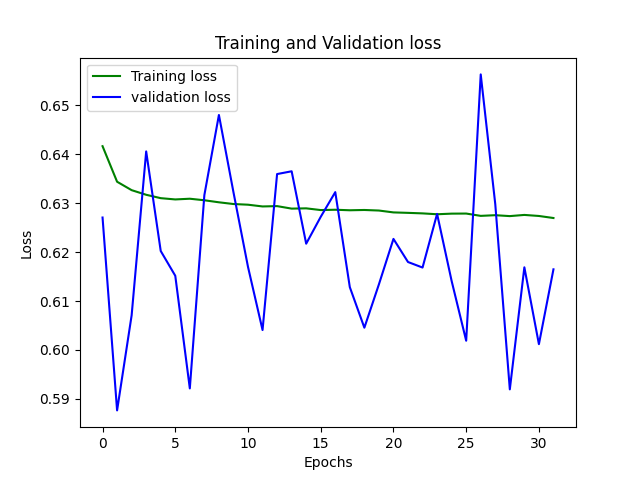 Training and Validation loss
Training loss
validation loss
0.65
0.64
0.63
0.62
0.61
0.60
0.59
Loss
0 5 10 15 20 25 30
Epochs